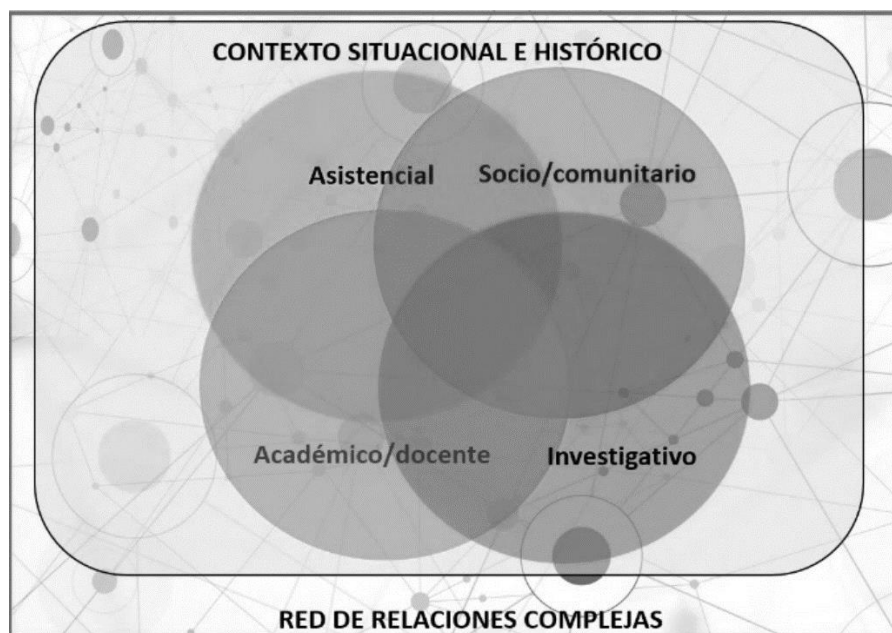 CONTEXTO SITUACIONAL E HISTÓRICO
Asistencial
Socio/comunitario
Académico/docente
Investigativo
RED DE RELACIONES COMPLEJAS